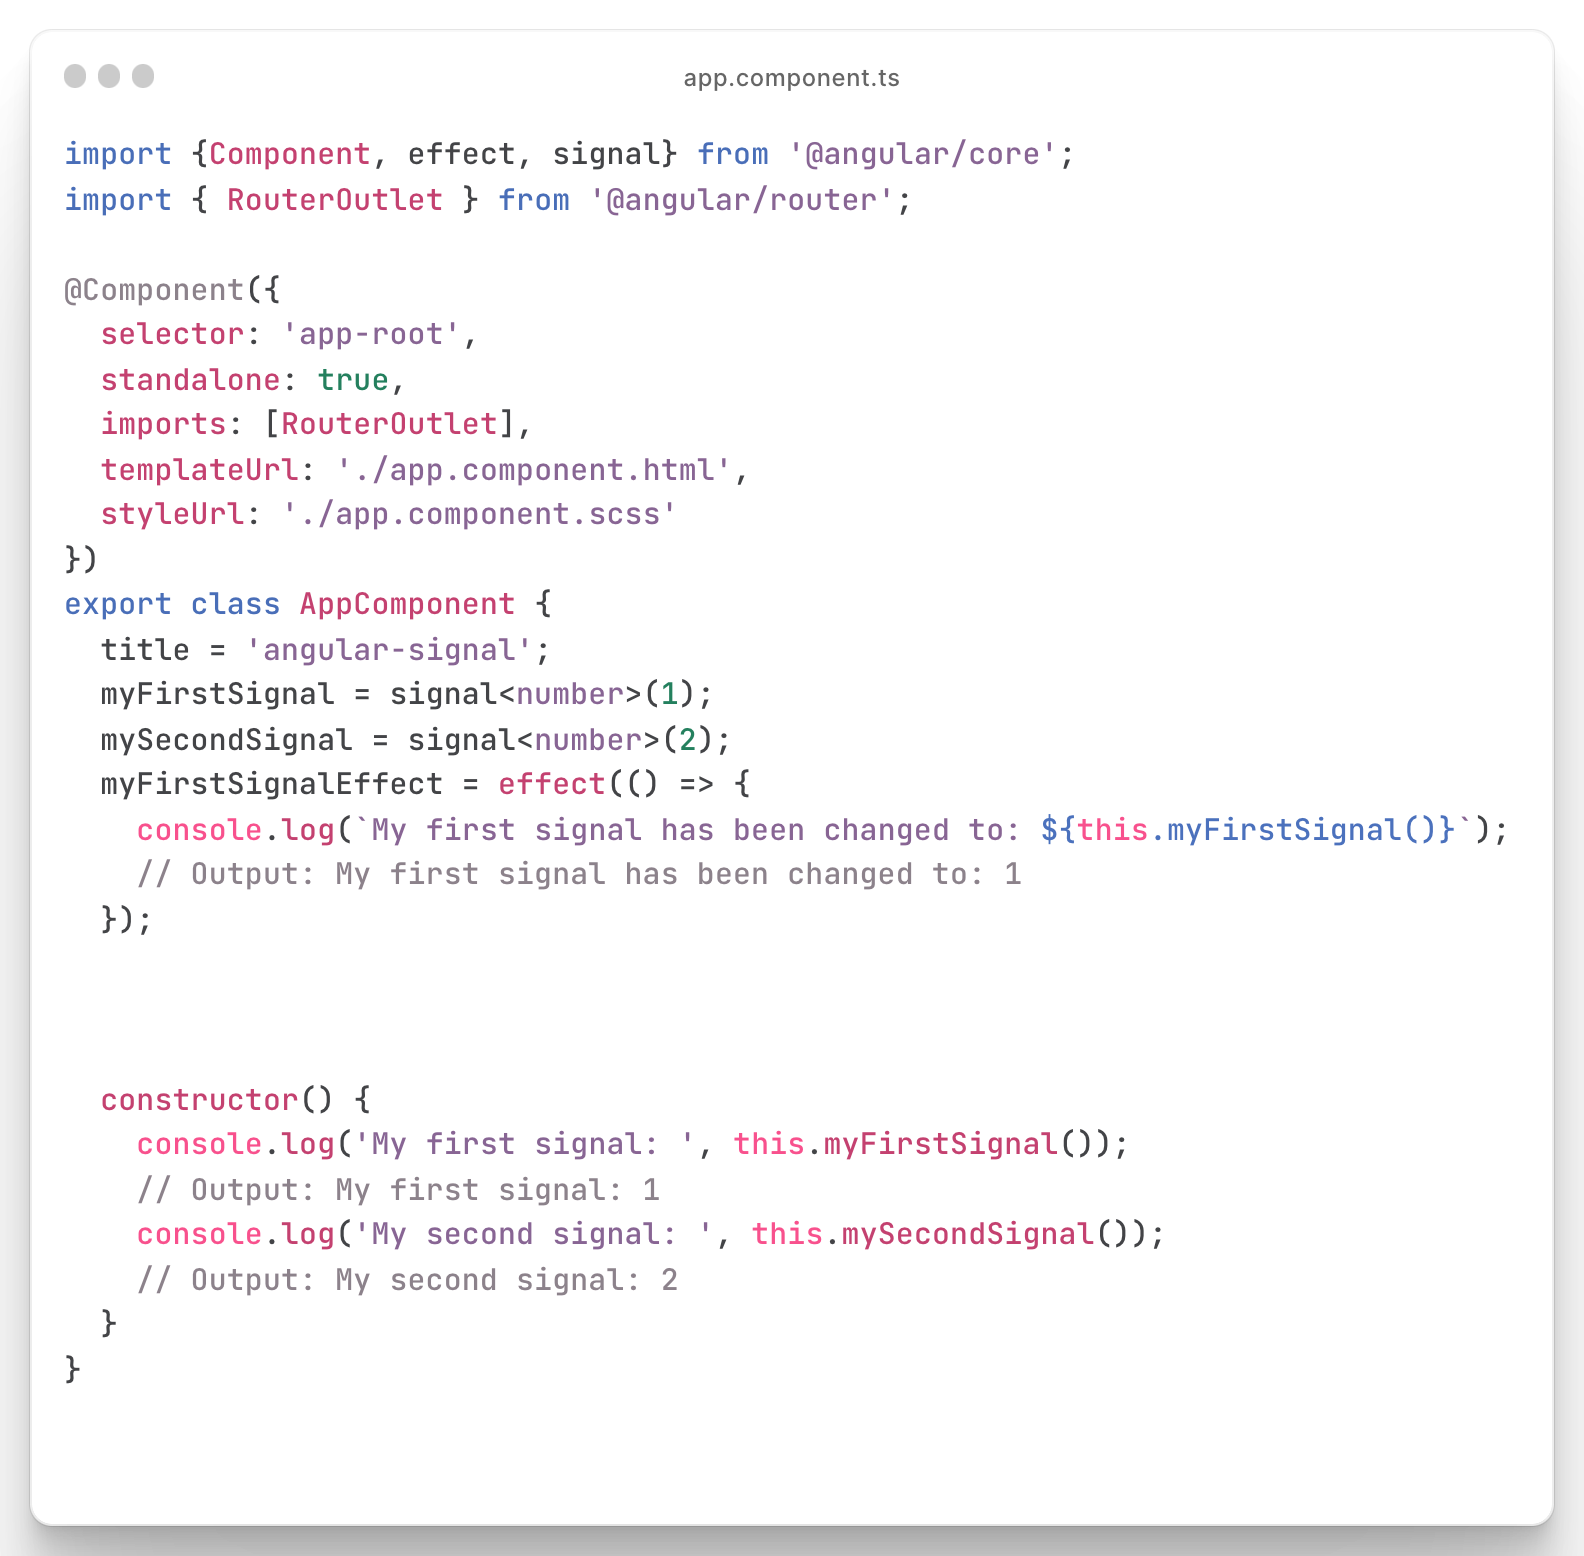 app.component.ts
import {Component, effect, signal} from '@angular/core';
import { RouterOutlet } from '@angular/router';
@Component({
  selector: 'app-root',
  standalone: true,
  imports: [RouterOutlet],
  templateUrl: './app.component.html',
  styleUrl: './app.component.scss'
})
export class AppComponent {
  title = 'angular-signal';
  myFirstSignal = signal<number>(1);
  mySecondSignal = signal<number>(2);
  myFirstSignalEffect = effect(() => {
    console.log(`My first signal has been changed to: ${this.myFirstSignal()}`);
    // Output: My first signal has been changed to: 1
  });
  constructor() {
    console.log('My first signal: ', this.myFirstSignal());
    // Output: My first signal: 1
    console.log('My second signal: ', this.mySecondSignal());
    // Output: My second signal: 2
  }
}